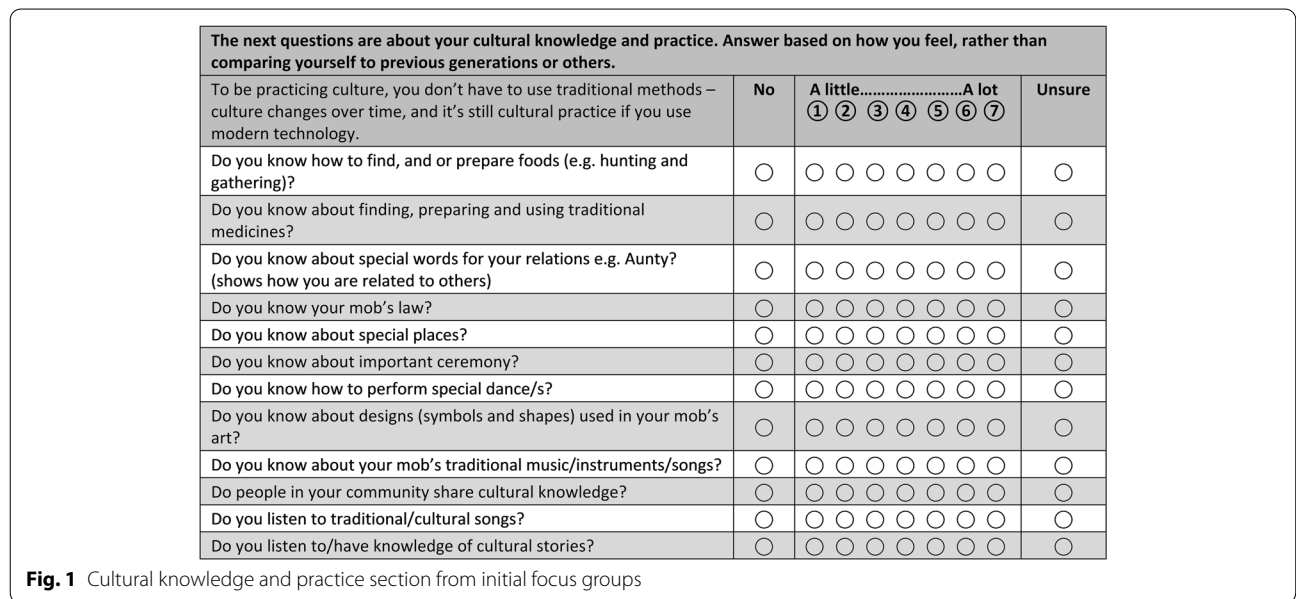 The next questions are about your cultural knowledge and practice. Answer based on how you feel, rather than
comparing yourself to previous generations or others.
To be practicing culture, you don't have to use traditional methods –
culture changes over time, and it's still cultural practice if you use
modern technology.
No
A little……………………A lot
① ② ③ ④ ⑤ ⑥ ⑦
Unsure
Do you know how to find, and or prepare foods (e.g. hunting and
gathering)?
Do you know about finding, preparing and using traditional
medicines?
Do you know about special words for your relations e.g. Aunty?
(shows how you are related to others)
Do you know your mob's law?
Do you know about special places?
Do you know about important ceremony?
Do you know how to perform special dance/s?
Do you know about designs (symbols and shapes) used in your mob's
art?
Do you know about your mob's traditional music/instruments/songs?
Do people in your community share cultural knowledge?
Do you listen to traditional/cultural songs?
Do you listen to/have knowledge of cultural stories?
Fig. 1 Cultural knowledge and practice section from initial focus groups